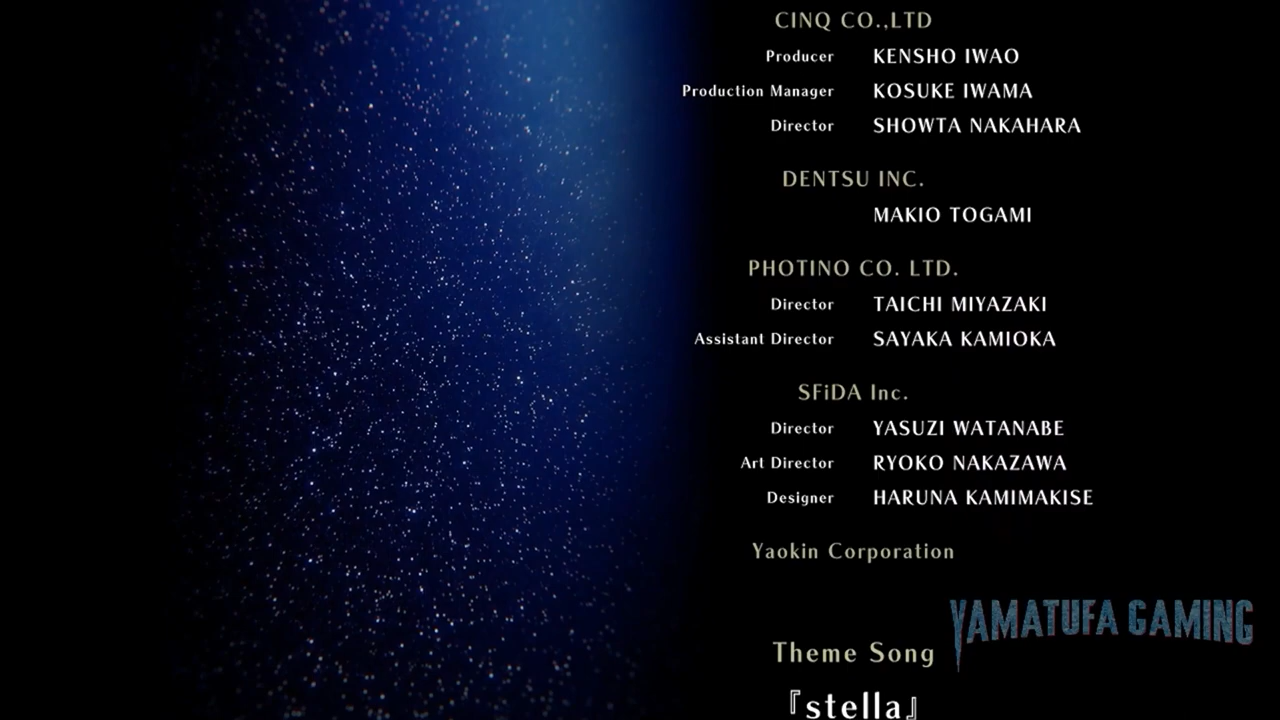 CINQ CO.,LTD
Producer KENSHO IWAO
Production Manager KOSUKE IWAMA
Director SHOWTA NAKAHARA
DENTSU INC.
MAKIO TOGAMI
PHOTINO CO. LTD.
Director TAICHI MIYAZAKI
Assistant Director SAYAKA KAMIOKA
SFiDA Inc.
Director YASUZI WATANABE
Art Director RYOKO NAKAZAWA
Designer HARUNA KAMIMAKISE
Yaokin Corporation
YAMATUFA GAMING
Theme Song
『stella』